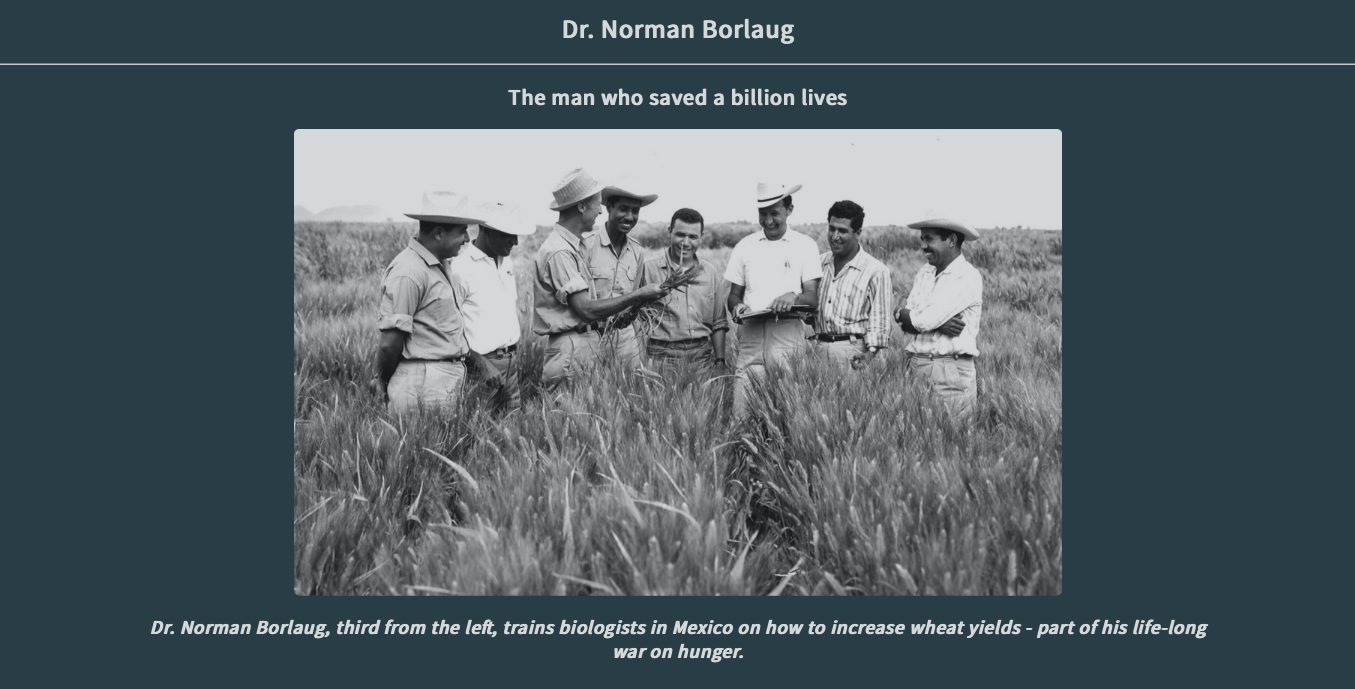 Dr. Norman Borlaug
The man who saved a billion lives
Dr. Norman Borlaug, third from the left, trains biologists in Mexico on how to increase wheat yields - part of his life-long
war on hunger.